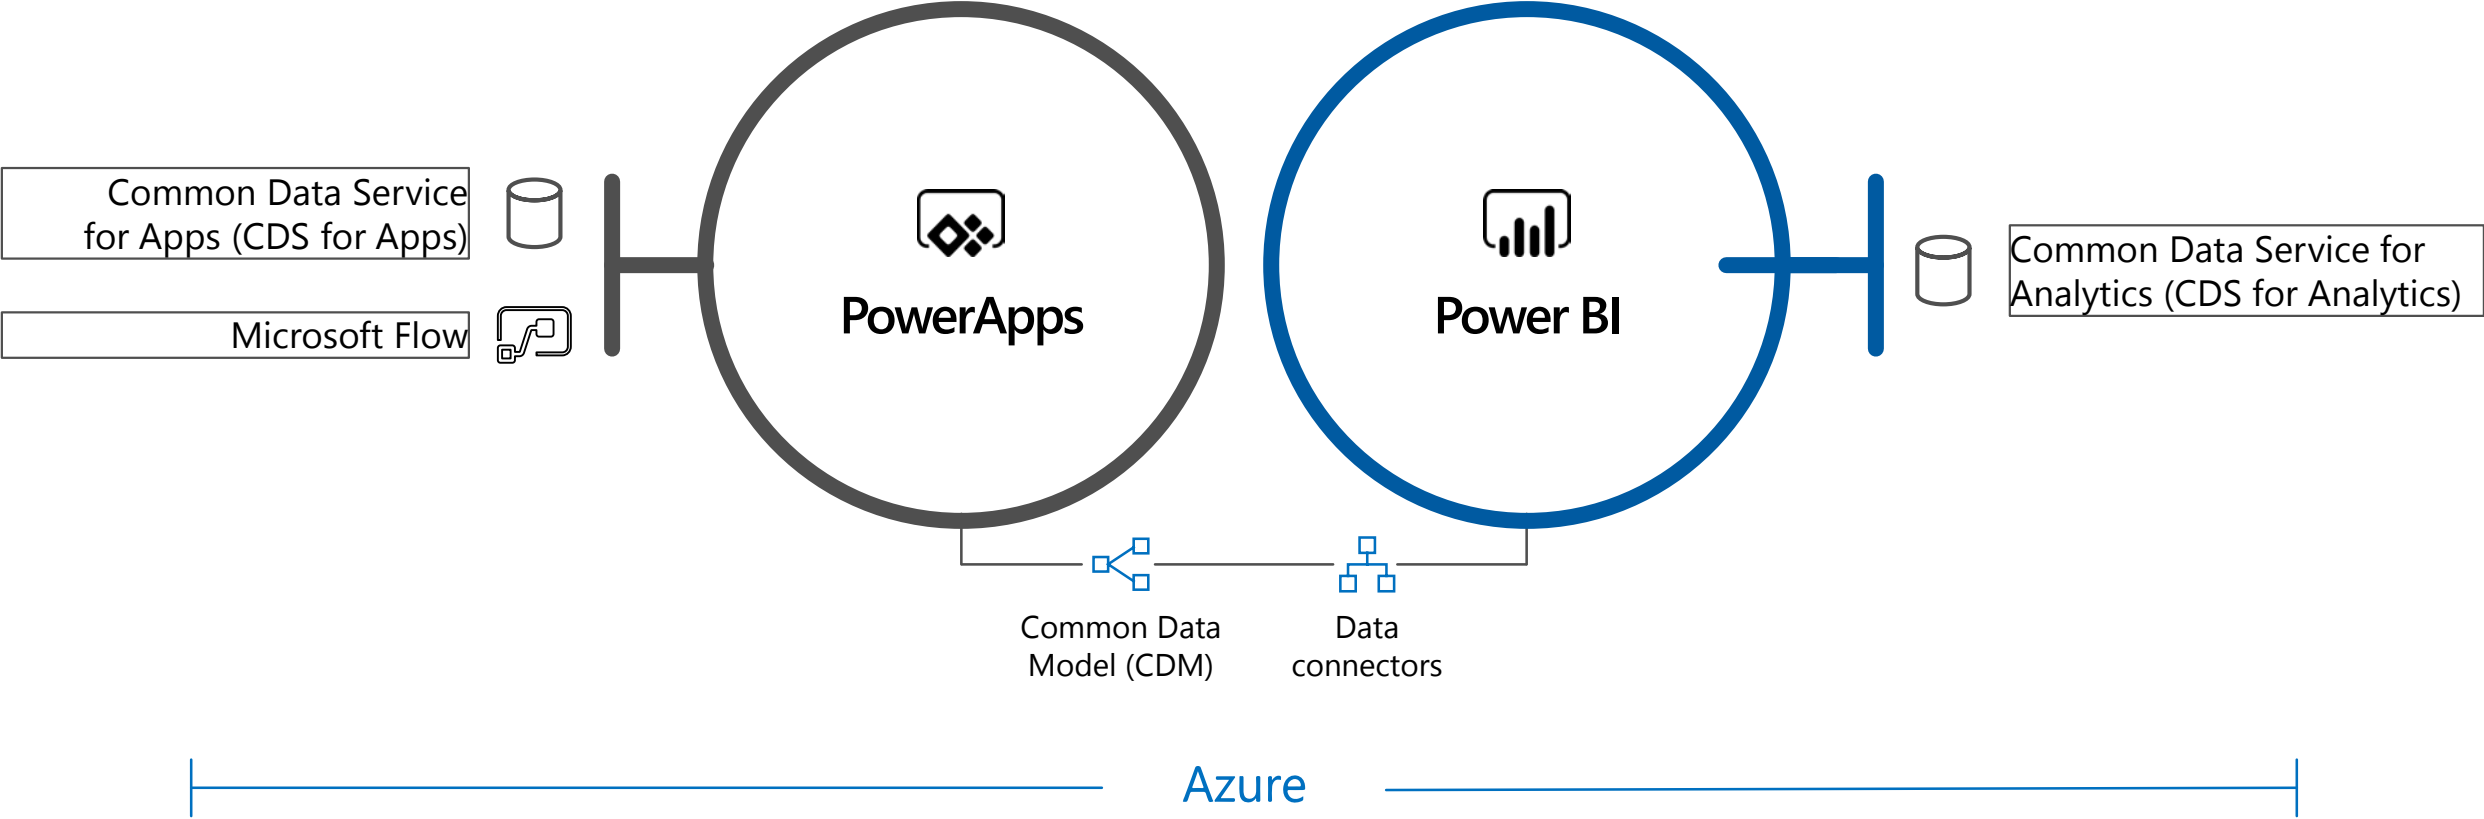 Common Data Service
for Apps (CDS for Apps)
Microsoft Flow
PowerApps
Power BI
Common Data Service for
Analytics (CDS for Analytics)
Common Data
Model (CDM)
Data
connectors
Azure